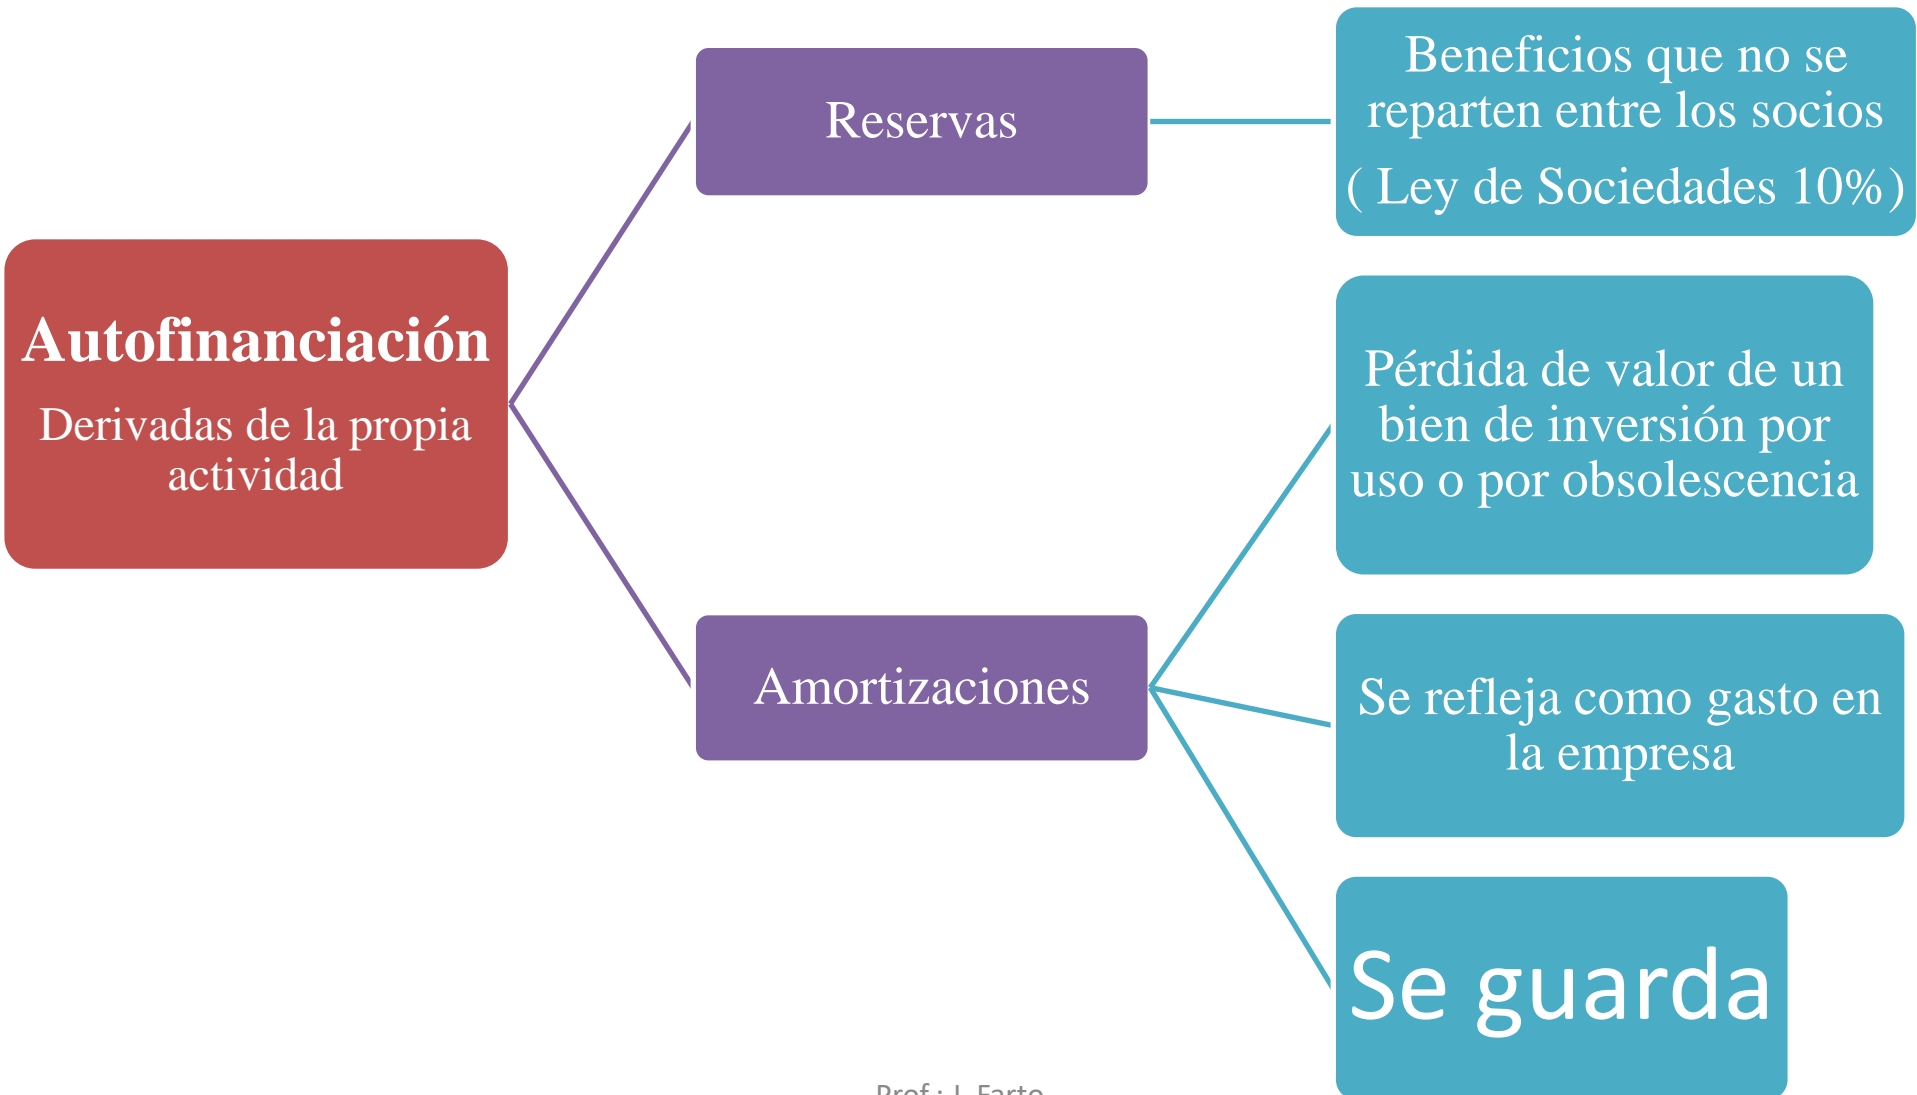 Autofinanciación
Derivadas de la propia
actividad
Reservas
Beneficios que no se
reparten entre los socios
( Ley de Sociedades 10%)
Amortizaciones
Pérdida de valor de un
bien de inversión por
uso o por obsolescencia
Se refleja como gasto en
la empresa
Se guarda
Prof.: J. Farto